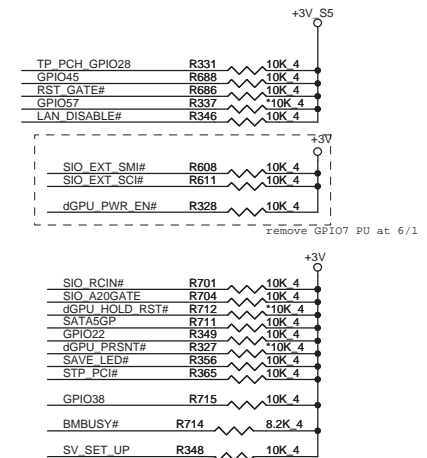 +3V_S5
TP_PCH_GPIO28 R331 10K_4
GPIO45 R688 10K_4
RST_GATE# R686 10K_4
GPIO57 R337 *10K_4
LAN_DISABLE# R346 10K_4
+3V
SIO_EXT_SMI# R608 10K_4
SIO_EXT_SCI# R611 10K_4
dGPU_PWR_EN# R328 10K_4
remove GPIO7 PU at 6/1
+3V
SIO_RCIN# R701 10K_4
SIO_A20GATE R704 10K_4
dGPU_HOLD_RST# R712 *10K_4
SATA5GP R711 10K_4
GPIO22 R349 10K_4
dGPU_PRSNT# R327 *10K_4
SAVE_LED# R356 10K_4
STP_PCI# R365 10K_4
GPIO38 R715 10K_4
BMBUSY# R714 8.2K_4
SV_SET_UP R348 10K_4